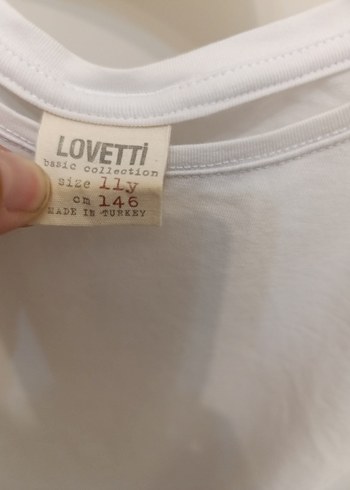 LOVETTi
basic collection
size 11y
cm 146
MADE IN TURKEY